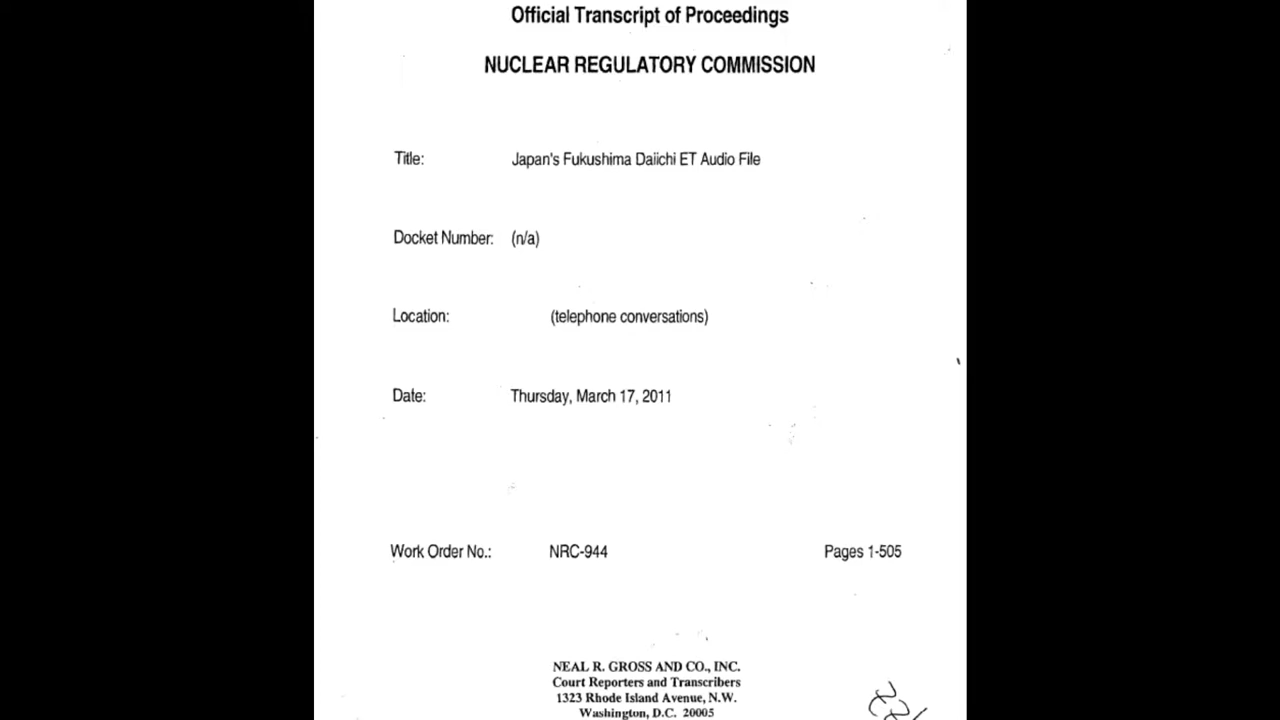 Official Transcript of Proceedings
NUCLEAR REGULATORY COMMISSION
Title: Japan's Fukushima Daiichi ET Audio File
Docket Number: (n/a)
Location: (telephone conversations)
Date: Thursday, March 17, 2011
Work Order No.: NRC-944 Pages 1-505
NEAL R. GROSS AND CO., INC.
Court Reporters and Transcribers
1323 Rhode Island Avenue, N.W.
Washington, D.C. 20005